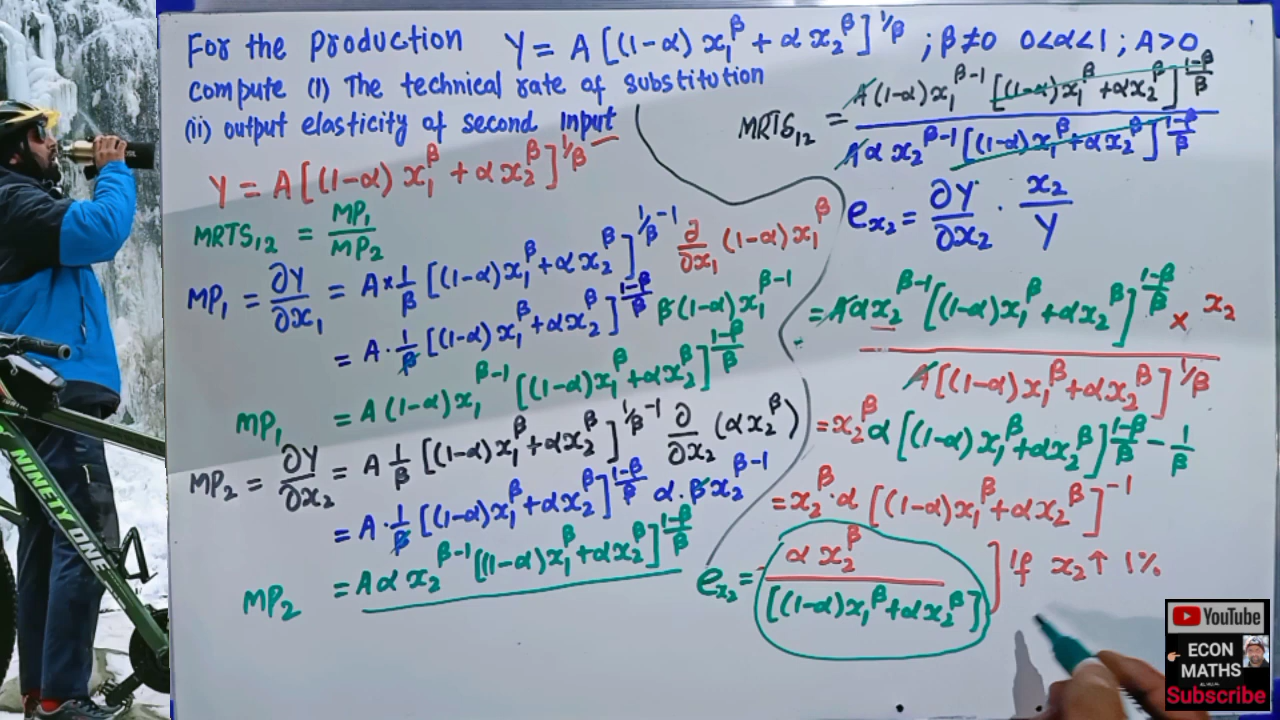 For the Production Y = A [(1-α) x₁^β + α x₂^β]^1/β ; β≠0 0<α<1 ; A>0
compute (i) The technical rate of substitution
(ii) output elasticity of second input
Y = A [(1-α) x₁^β + α x₂^β]^1/β
MRTS₁₂ = MP₁/MP₂
MP₁ = ∂Y/∂x₁ = A×1/β [(1-α)x₁^β + αx₂^β]^1/β-1 ∂/∂x₁ (1-α)x₁^β
= A·1/β [(1-α)x₁^β + αx₂^β]^1-β/β β(1-α)x₁^β-1
MP₁ = A(1-α)x₁^β-1 [(1-α)x₁^β + αx₂^β]^1-β/β
MP₂ = ∂Y/∂x₂ = A 1/β [(1-α)x₁^β + αx₂^β]^1/β-1 ∂/∂x₂ (αx₂^β)
= A·1/β [(1-α)x₁^β + αx₂^β]^1-β/β α·βx₂^β-1
MP₂ = Aαx₂^β-1 [(1-α)x₁^β + αx₂^β]^1-β/β
MRTS₁₂ = A(1-α)x₁^β-1 [(1-α)x₁^β + αx₂^β]^1-β/β
Aαx₂^β-1 [(1-α)x₁^β + αx₂^β]^1-β/β
e_x₂ = ∂Y/∂x₂ · x₂/Y
= Aαx₂^β-1 [(1-α)x₁^β + αx₂^β]^1-β/β × x₂
A[(1-α)x₁^β + αx₂^β]^1/β
= x₂^β α [(1-α)x₁^β + αx₂^β]^1-β/β - 1/β
= x₂^β·α [(1-α)x₁^β + αx₂^β]^-1
e_x₂ = αx₂^β / [(1-α)x₁^β + αx₂^β] ] If x₂↑ 1%
NINETY ONE
YouTube
ECON
MATHS
Subscribe